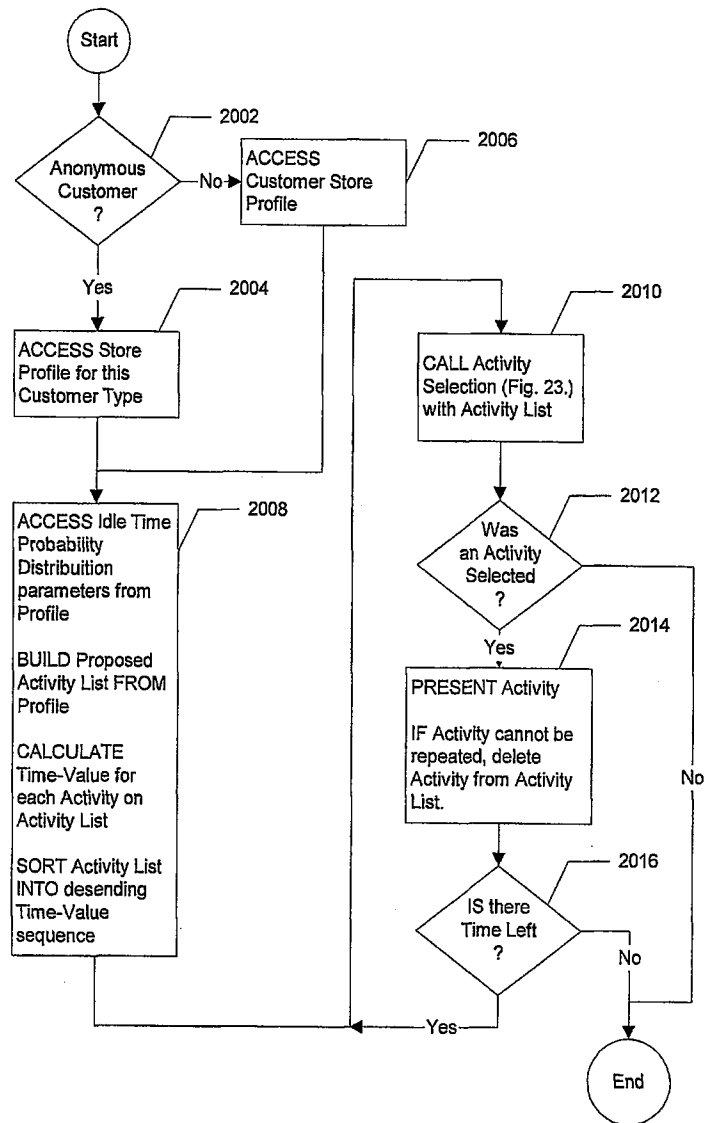 Start
2002
Anonymous
Customer
?
No
2006
ACCESS
Customer Store
Profile
Yes
2004
ACCESS Store
Profile for this
Customer Type
2008
ACCESS Idle Time
Probability
Distribuition
parameters from
Profile
BUILD Proposed
Activity List FROM
Profile
CALCULATE
Time-Value for
each Activity on
Activity List
SORT Activity List
INTO desending
Time-Value
sequence
2010
CALL Activity
Selection (Fig. 23.)
with Activity List
2012
Was
an Activity
Selected
?
Yes
No
2014
PRESENT Activity
IF Activity cannot be
repeated, delete
Activity from Activity
List.
2016
IS there
Time Left
?
No
Yes
End